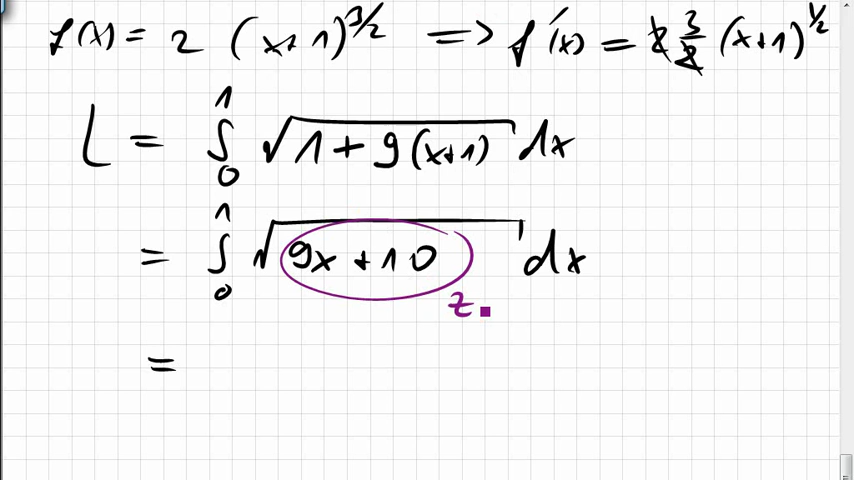 f(x) = 2 (x+1)^3/2 => f'(x) = 2 3/2 (x+1)^1/2
L = ∫₀¹ √(1 + 9(x+1)) dx
= ∫₀¹ √(9x + 10) dx
z
=